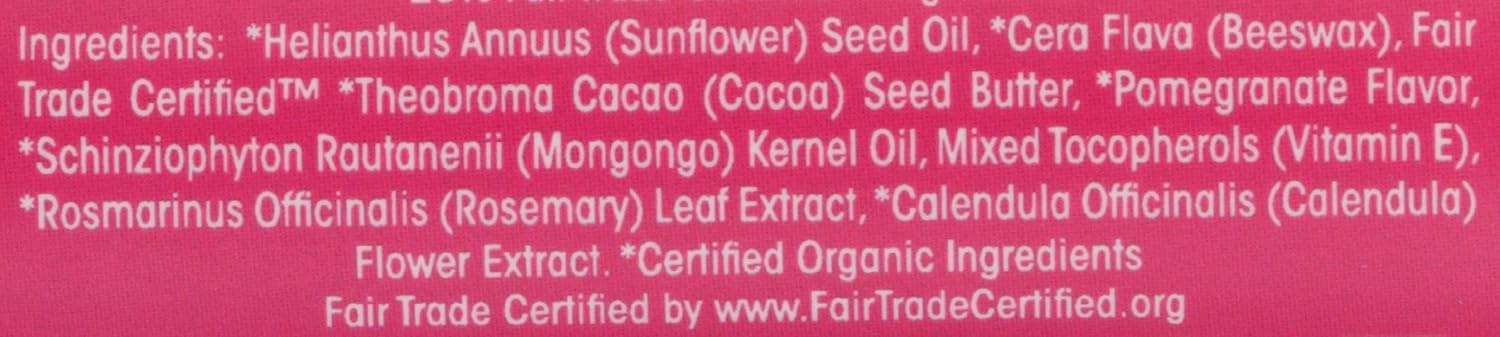 Ingredients: *Helianthus Annuus (Sunflower) Seed Oil, *Cera Flava (Beeswax), Fair
Trade Certified™ *Theobroma Cacao (Cocoa) Seed Butter, *Pomegranate Flavor,
*Schinziophyton Rautanenii (Mongongo) Kernel Oil, Mixed Tocopherols (Vitamin E),
*Rosmarinus Officinalis (Rosemary) Leaf Extract, *Calendula Officinalis (Calendula)
Flower Extract. *Certified Organic Ingredients
Fair Trade Certified by www.FairTradeCertified.org